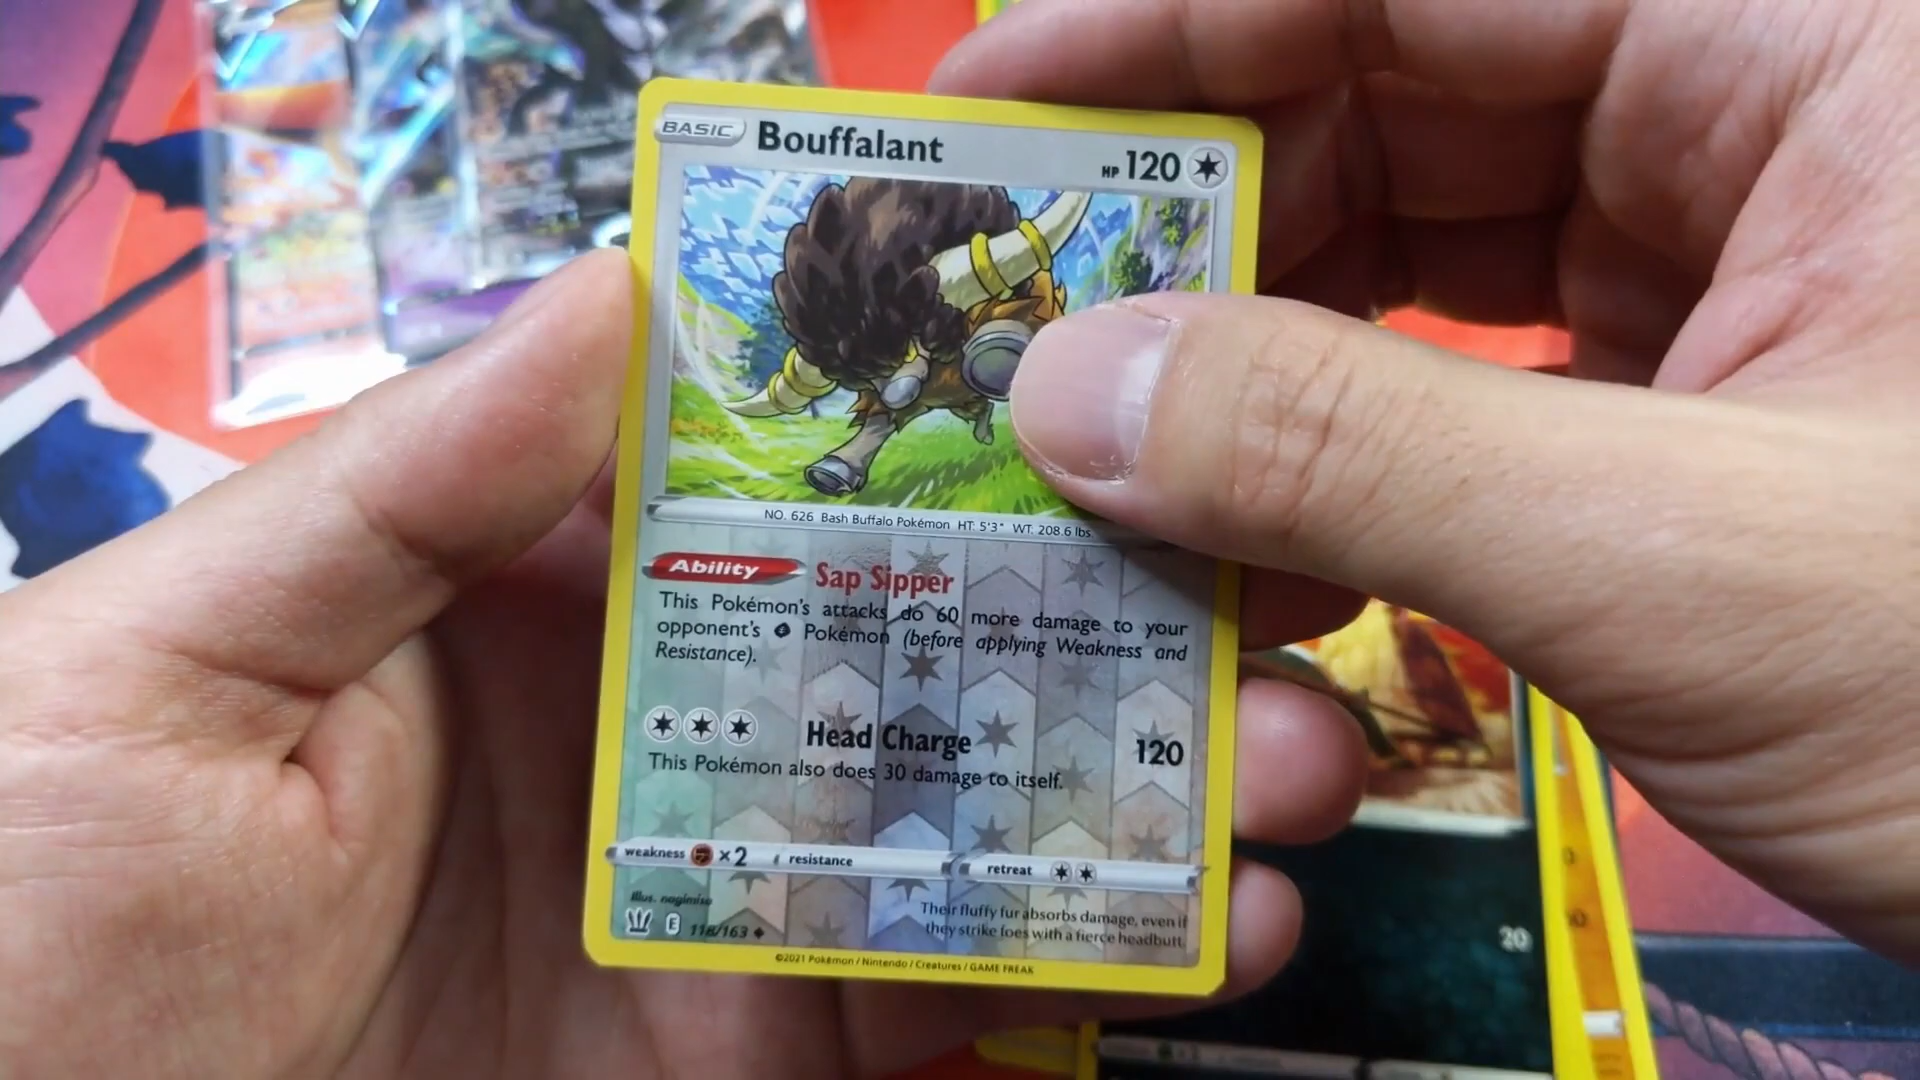 BASIC Bouffalant HP 120
NO. 626 Bash Buffalo Pokémon HT: 5'3" WT: 208.6 lbs
Ability Sap Sipper
This Pokémon's attacks do 60 more damage to your
opponent's Pokémon (before applying Weakness and
Resistance).
Head Charge 120
This Pokémon also does 30 damage to itself.
weakness ×2 resistance retreat
Illus. nagimiso
E 118/163
Their fluffy fur absorbs damage, even if
they strike foes with a fierce headbutt.
©2021 Pokémon / Nintendo / Creatures / GAME FREAK
20